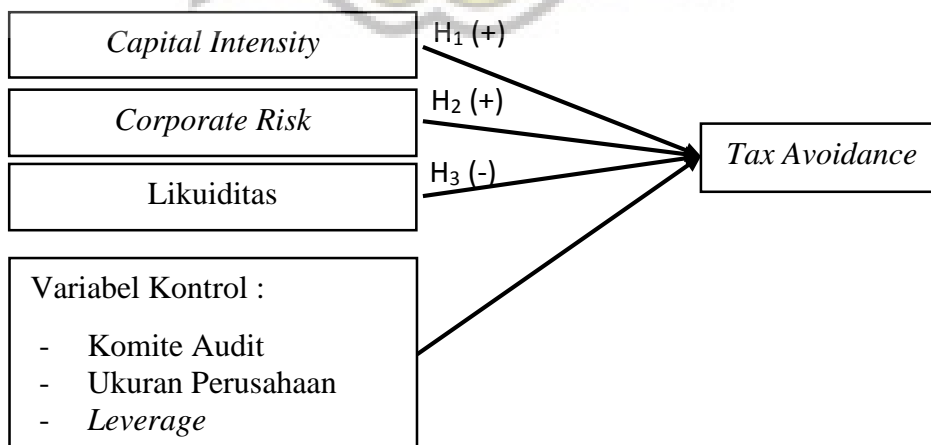 Capital Intensity
H₁ (+)
Corporate Risk
H₂ (+)
Likuiditas
H₃ (-)
Tax Avoidance
Variabel Kontrol :
- Komite Audit
- Ukuran Perusahaan
- Leverage